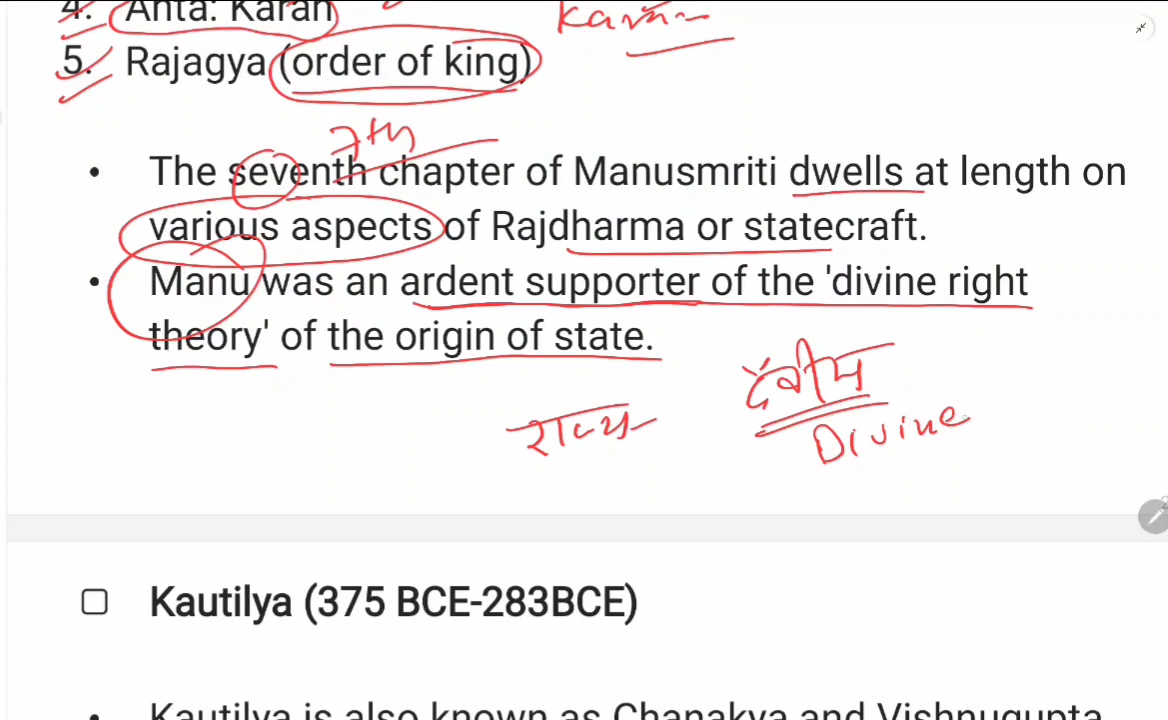 4. Anta: Karan
5. Rajagya (order of king)
7th
• The seventh chapter of Manusmriti dwells at length on
various aspects of Rajdharma or statecraft.
• Manu was an ardent supporter of the 'divine right
theory' of the origin of state.
राज्य
Divine
Kautilya (375 BCE-283BCE)
• Kautilya is also known as Chanakya and Vishnugupta